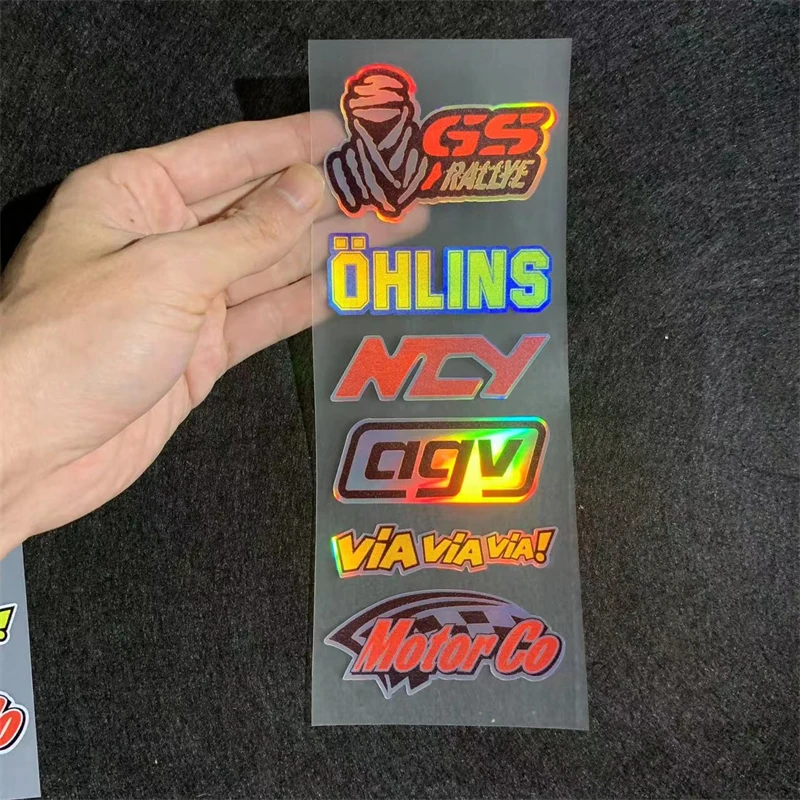 GS
RALLYE
ÖHLINS
NCY
agv
ViA ViA ViA!
Motor Co